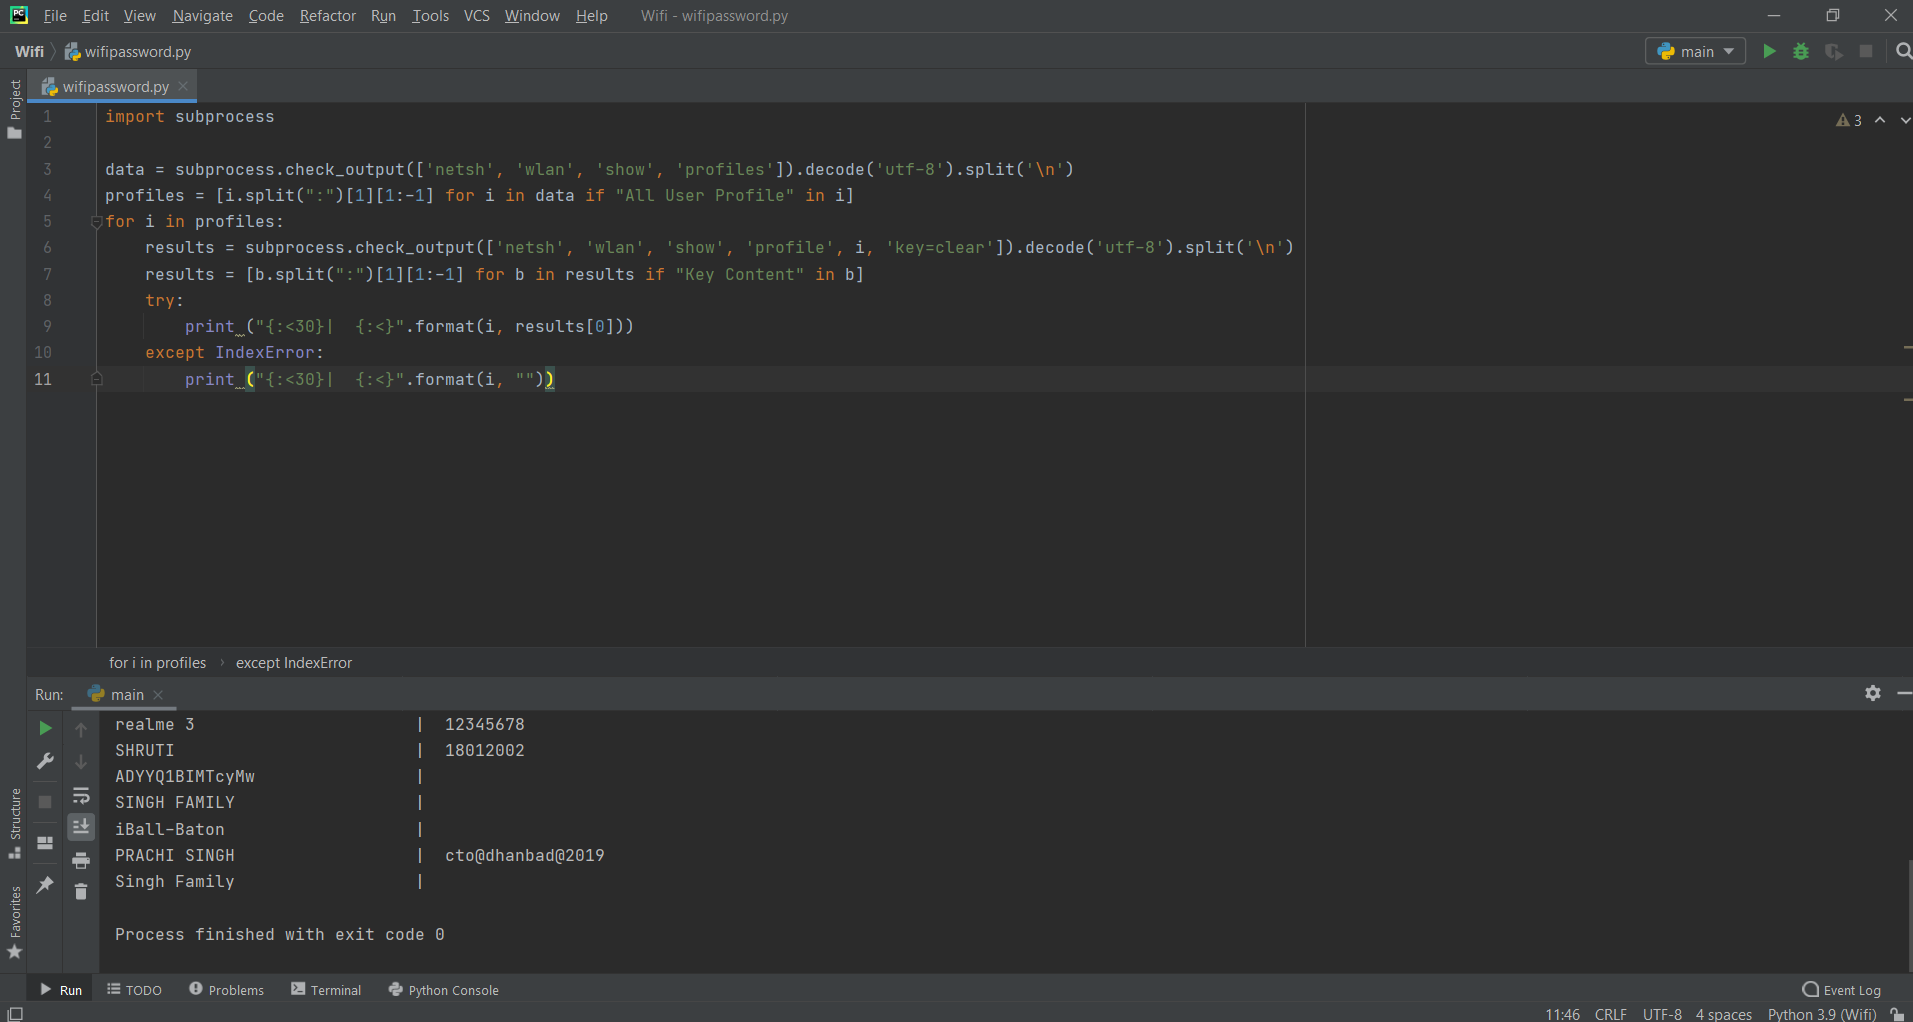 File Edit View Navigate Code Refactor Run Tools VCS Window Help Wifi - wifipassword.py
Wifi wifipassword.py main
Project
wifipassword.py
3
1 import subprocess
2
3 data = subprocess.check_output(['netsh', 'wlan', 'show', 'profiles']).decode('utf-8').split('\n')
4 profiles = [i.split(":")[1][1:-1] for i in data if "All User Profile" in i]
5 for i in profiles:
6     results = subprocess.check_output(['netsh', 'wlan', 'show', 'profile', i, 'key=clear']).decode('utf-8').split('\n')
7     results = [b.split(":")[1][1:-1] for b in results if "Key Content" in b]
8     try:
9         print ("{:<30}|  {:<}".format(i, results[0]))
10     except IndexError:
11         print ("{:<30}|  {:<}".format(i, ""))
for i in profiles › except IndexError
Run: main
realme 3                      |  12345678
SHRUTI                        |  18012002
ADYYQ1BIMTcyMw                |
SINGH FAMILY                  |
iBall-Baton                   |
PRACHI SINGH                  |  cto@dhanbad@2019
Singh Family                  |
Process finished with exit code 0
Structure
Favorites
Run TODO Problems Terminal Python Console Event Log
11:46 CRLF UTF-8 4 spaces Python 3.9 (Wifi)